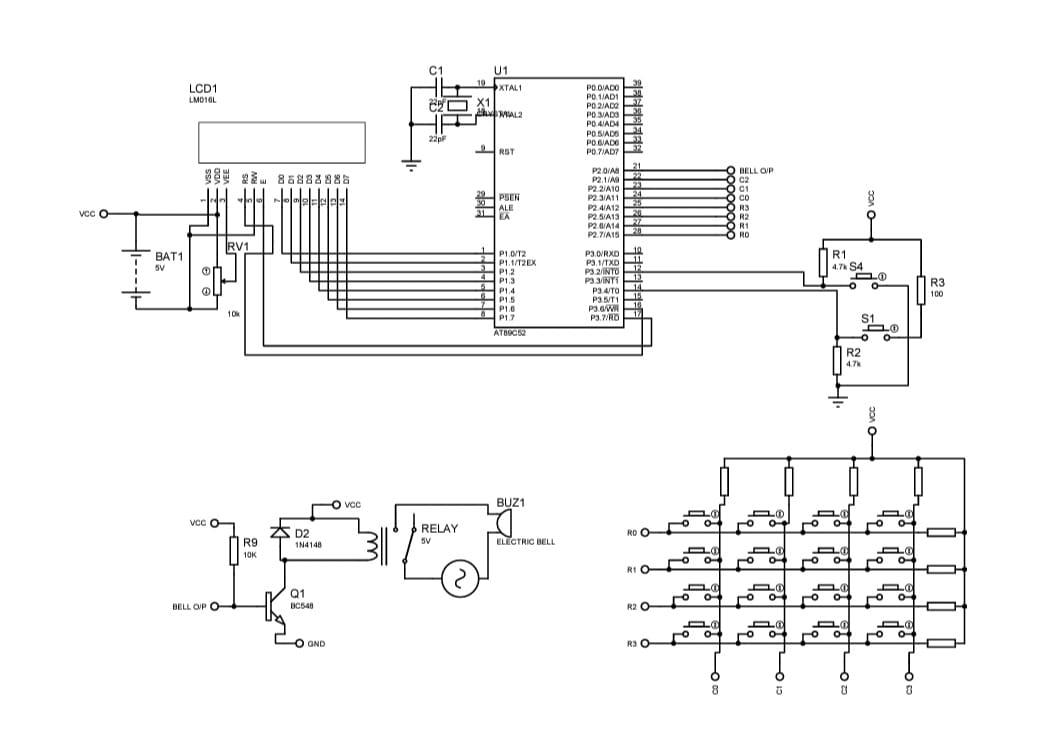 LCD1
LM016L
VSS
VDD
VEE
RS
RW
E
D0
D1
D2
D3
D4
D5
D6
D7
1
2
3
4
5
6
7
8
9
10
11
12
13
14
VCC
BAT1
5V
RV1
10k
C1
22pF
C2
22pF
X1
CRYSTAL
U1
19
XTAL1
18
XTAL2
9
RST
29
PSEN
30
ALE
31
EA
1
P1.0/T2
2
P1.1/T2EX
3
P1.2
4
P1.3
5
P1.4
6
P1.5
7
P1.6
8
P1.7
AT89C52
P0.0/AD0 39
P0.1/AD1 38
P0.2/AD2 37
P0.3/AD3 36
P0.4/AD4 35
P0.5/AD5 34
P0.6/AD6 33
P0.7/AD7 32
P2.0/A8 21
P2.1/A9 22
P2.2/A10 23
P2.3/A11 24
P2.4/A12 25
P2.5/A13 26
P2.6/A14 27
P2.7/A15 28
P3.0/RXD 10
P3.1/TXD 11
P3.2/INT0 12
P3.3/INT1 13
P3.4/T0 14
P3.5/T1 15
P3.6/WR 16
P3.7/RD 17
BELL O/P
C2
C1
C0
R3
R2
R1
R0
VCC
R1
4.7k
S4
R3
100
S1
R2
4.7k
VCC
R0
R1
R2
R3
C0
C1
C2
C3
VCC
R9
10K
BELL O/P
D2
1N4148
VCC
Q1
BC548
GND
RELAY
5V
BUZ1
ELECTRIC BELL